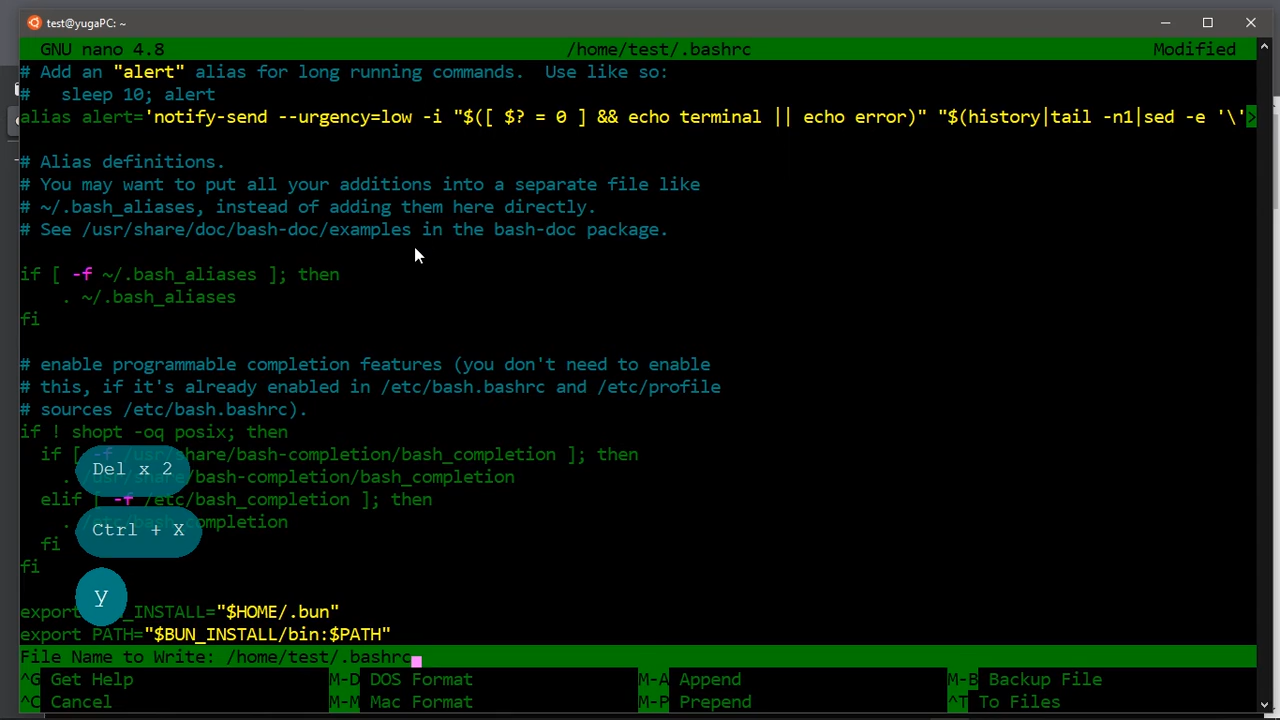 test@yugaPC: ~
GNU nano 4.8 /home/test/.bashrc Modified
# Add an "alert" alias for long running commands.  Use like so:
#   sleep 10; alert
alias alert='notify-send --urgency=low -i "$([ $? = 0 ] && echo terminal || echo error)" "$(history|tail -n1|sed -e '\'>
# Alias definitions.
# You may want to put all your additions into a separate file like
# ~/.bash_aliases, instead of adding them here directly.
# See /usr/share/doc/bash-doc/examples in the bash-doc package.
if [ -f ~/.bash_aliases ]; then
    . ~/.bash_aliases
fi
# enable programmable completion features (you don't need to enable
# this, if it's already enabled in /etc/bash.bashrc and /etc/profile
# sources /etc/bash.bashrc).
if ! shopt -oq posix; then
  if [ -f /usr/share/bash-completion/bash_completion ]; then
    . /usr/share/bash-completion/bash_completion
  elif [ -f /etc/bash_completion ]; then
    . /etc/bash_completion
  fi
fi
export BUN_INSTALL="$HOME/.bun"
export PATH="$BUN_INSTALL/bin:$PATH"
Del x 2
Ctrl + X
y
File Name to Write: /home/test/.bashrc
^G Get Help M-D DOS Format M-A Append M-B Backup File
^C Cancel M-M Mac Format M-P Prepend ^T To Files